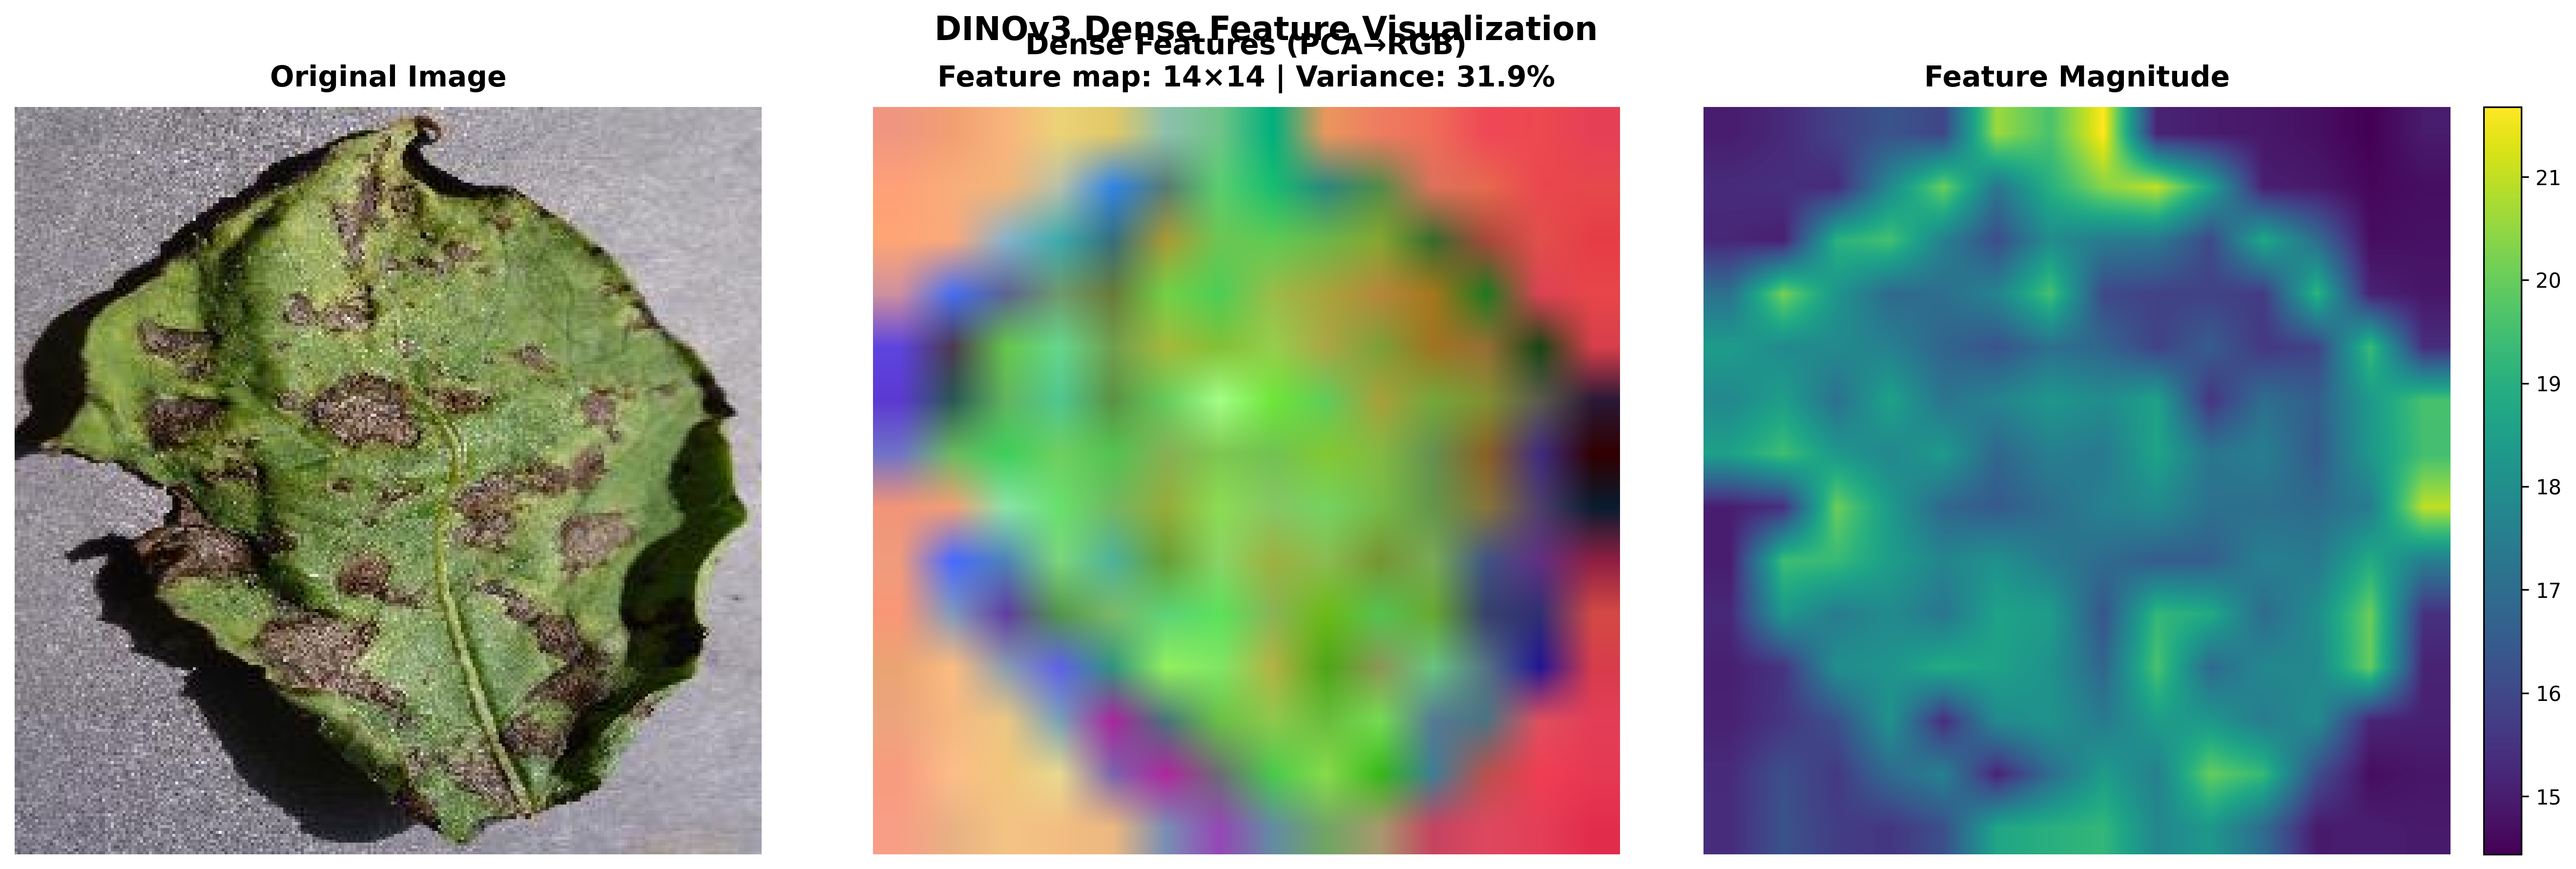 DINOv3 Dense Feature Visualization
Original Image
Dense Features (PCA→RGB)
Feature map: 14×14 | Variance: 31.9%
Feature Magnitude
21
20
19
18
17
16
15